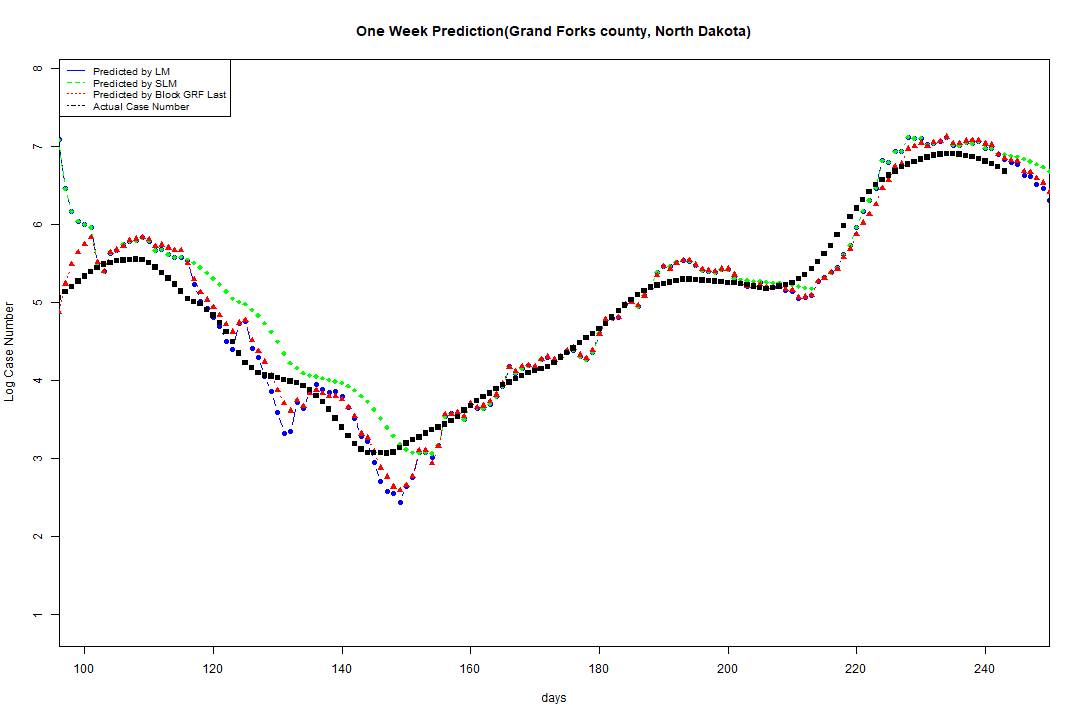 One Week Prediction(Grand Forks county, North Dakota)
Predicted by LM
Predicted by SLM
Predicted by Block GRF Last
Actual Case Number
Log Case Number
8
7
6
5
4
3
2
1
100 120 140 160 180 200 220 240
days